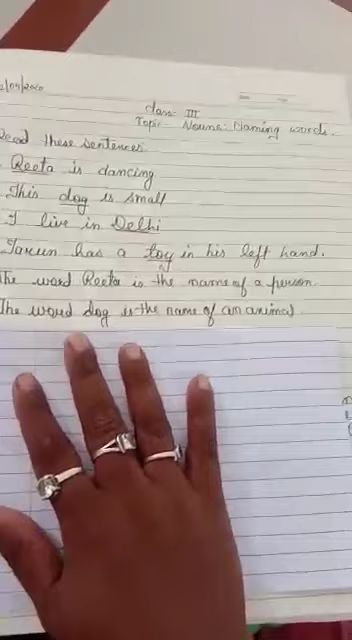 Class: III
Topic: Nouns: Naming words.
Read these sentences
Reeta is dancing
This dog is small
I live in Delhi
Tarun has a toy in his left hand.
The word Reeta is the name of a person.
The word dog is the name of an animal.